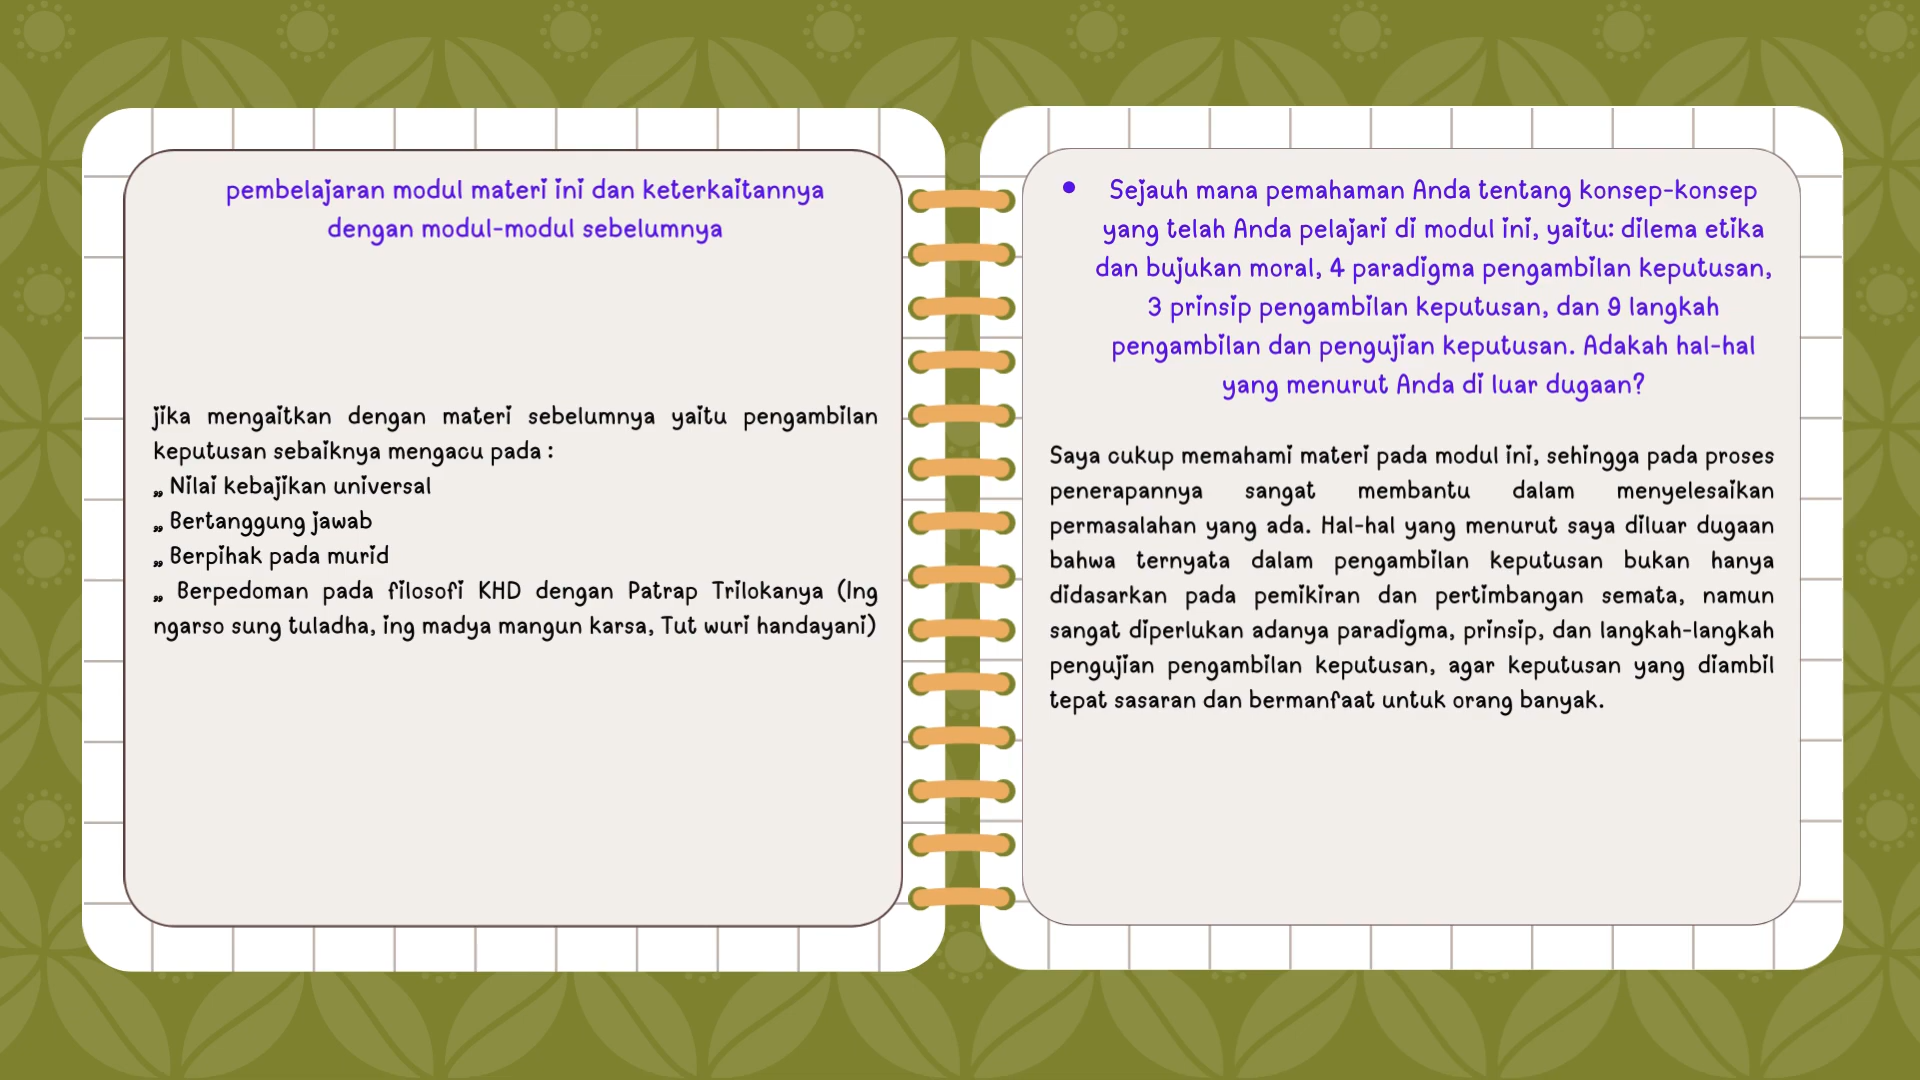 pembelajaran modul materi ini dan keterkaitannya
dengan modul-modul sebelumnya
jika mengaitkan dengan materi sebelumnya yaitu pengambilan
keputusan sebaiknya mengacu pada :
„ Nilai kebajikan universal
„ Bertanggung jawab
„ Berpihak pada murid
„ Berpedoman pada filosofi KHD dengan Patrap Trilokanya (Ing
ngarso sung tuladha, ing madya mangun karsa, Tut wuri handayani)
• Sejauh mana pemahaman Anda tentang konsep-konsep
yang telah Anda pelajari di modul ini, yaitu: dilema etika
dan bujukan moral, 4 paradigma pengambilan keputusan,
3 prinsip pengambilan keputusan, dan 9 langkah
pengambilan dan pengujian keputusan. Adakah hal-hal
yang menurut Anda di luar dugaan?
Saya cukup memahami materi pada modul ini, sehingga pada proses
penerapannya sangat membantu dalam menyelesaikan
permasalahan yang ada. Hal-hal yang menurut saya diluar dugaan
bahwa ternyata dalam pengambilan keputusan bukan hanya
didasarkan pada pemikiran dan pertimbangan semata, namun
sangat diperlukan adanya paradigma, prinsip, dan langkah-langkah
pengujian pengambilan keputusan, agar keputusan yang diambil
tepat sasaran dan bermanfaat untuk orang banyak.